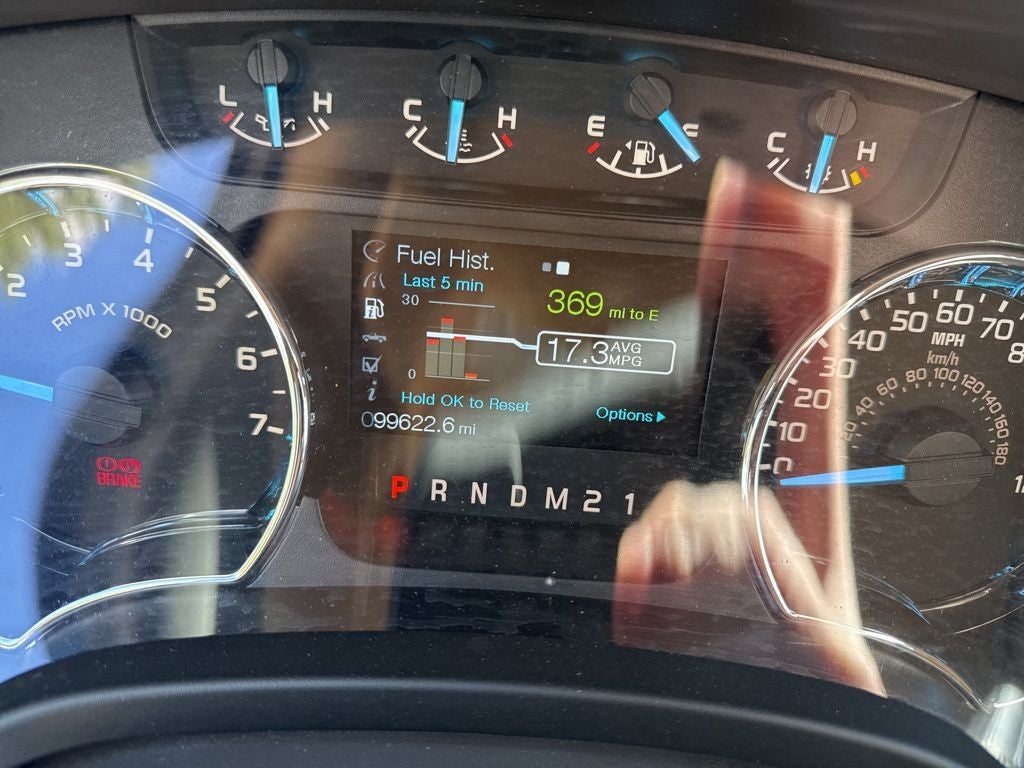 L H
C H
E F
C H
2 3 4 5 6 7
RPM X 1000
BRAKE
Fuel Hist.
Last 5 min
30
0
369 mi to E
17.3 AVG MPG
Hold OK to Reset
Options
099622.6 mi
P R N D M 2 1
0 10 20 30 40 50 60 70
MPH
km/h
20 40 60 80 100 120 140 160 180